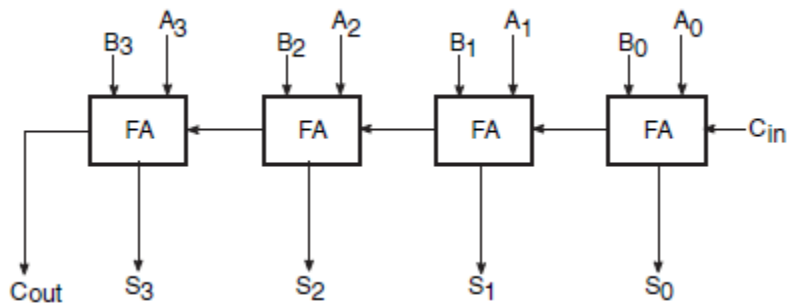 B3 A3 B2 A2 B1 A1 B0 A0
FA FA FA FA Cin
Cout S3 S2 S1 S0